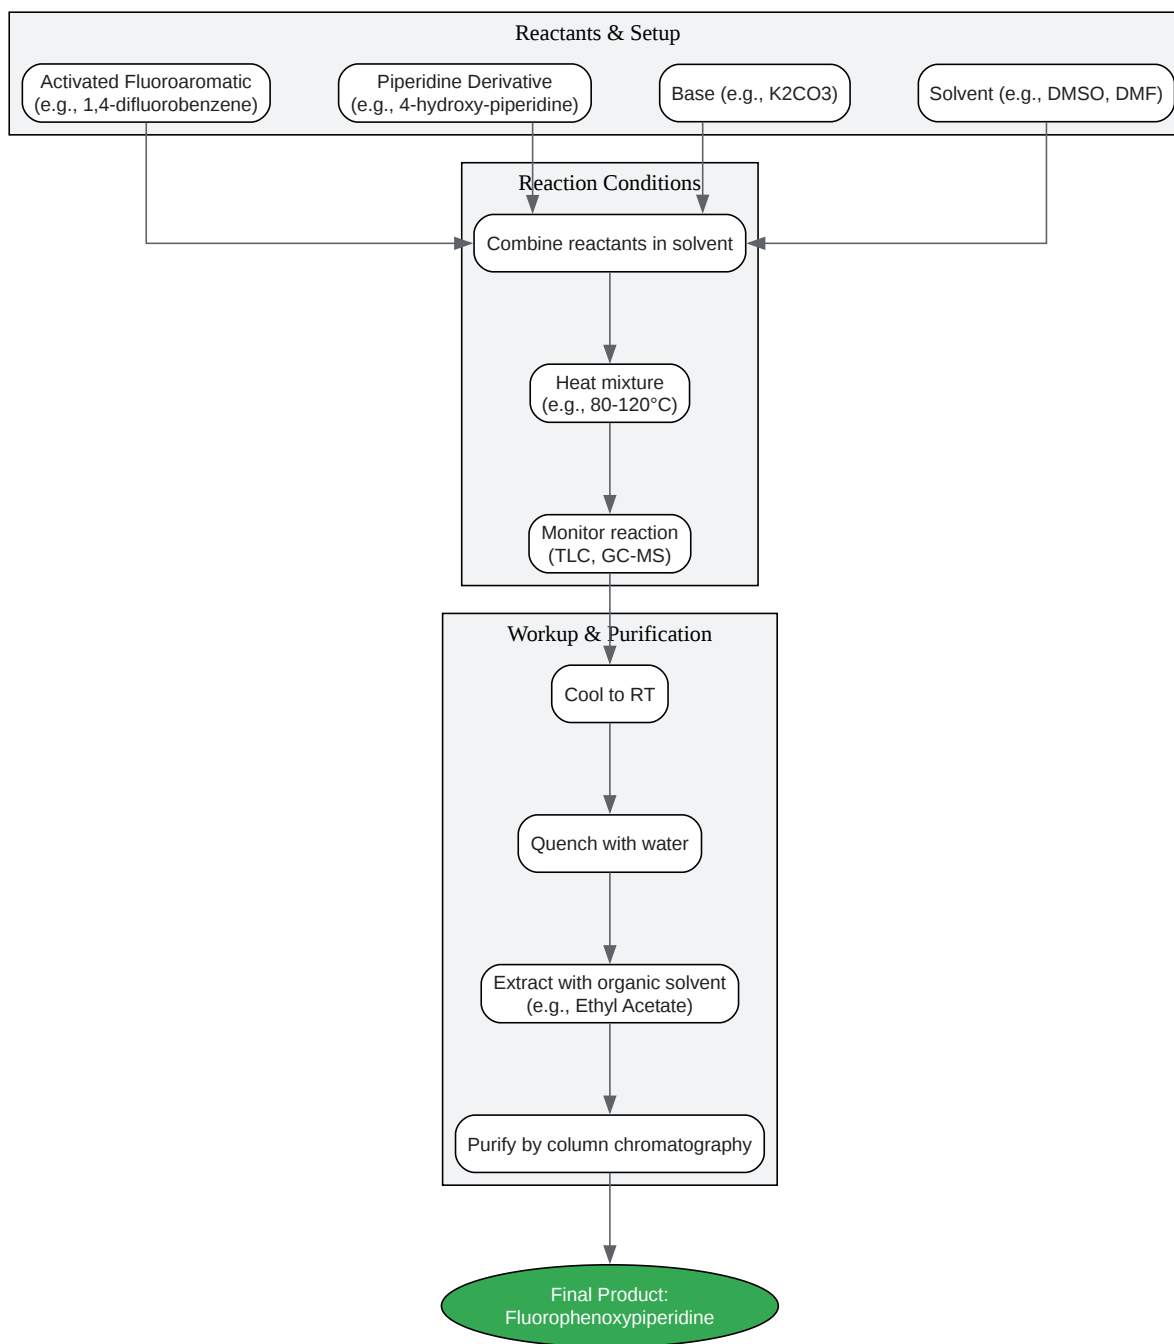 Reactants & Setup
Activated Fluoroaromatic
(e.g., 1,4-difluorobenzene)
Piperidine Derivative
(e.g., 4-hydroxy-piperidine)
Base (e.g., K2CO3)
Solvent (e.g., DMSO, DMF)
Reaction Conditions
Combine reactants in solvent
Heat mixture
(e.g., 80-120°C)
Monitor reaction
(TLC, GC-MS)
Workup & Purification
Cool to RT
Quench with water
Extract with organic solvent
(e.g., Ethyl Acetate)
Purify by column chromatography
Final Product:
Fluorophenoxypiperidine